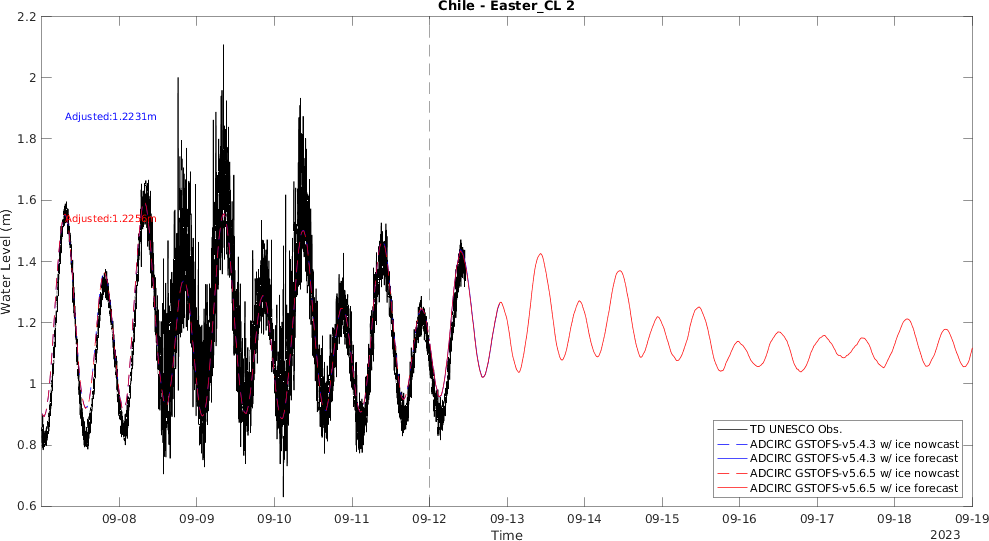 Chile - Easter_CL 2
2.2
2
1.8
1.6
1.4
1.2
1
0.8
0.6
Water Level (m)
Adjusted:1.2231m
Adjusted:1.225
TD UNESCO Obs.
ADCIRC GSTOFS-v5.4.3 w/ ice nowcast
ADCIRC GSTOFS-v5.4.3 w/ ice forecast
ADCIRC GSTOFS-v5.6.5 w/ ice nowcast
ADCIRC GSTOFS-v5.6.5 w/ ice forecast
09-08 09-09 09-10 09-11 09-12 09-13 09-14 09-15 09-16 09-17 09-18 09-19
Time
2023